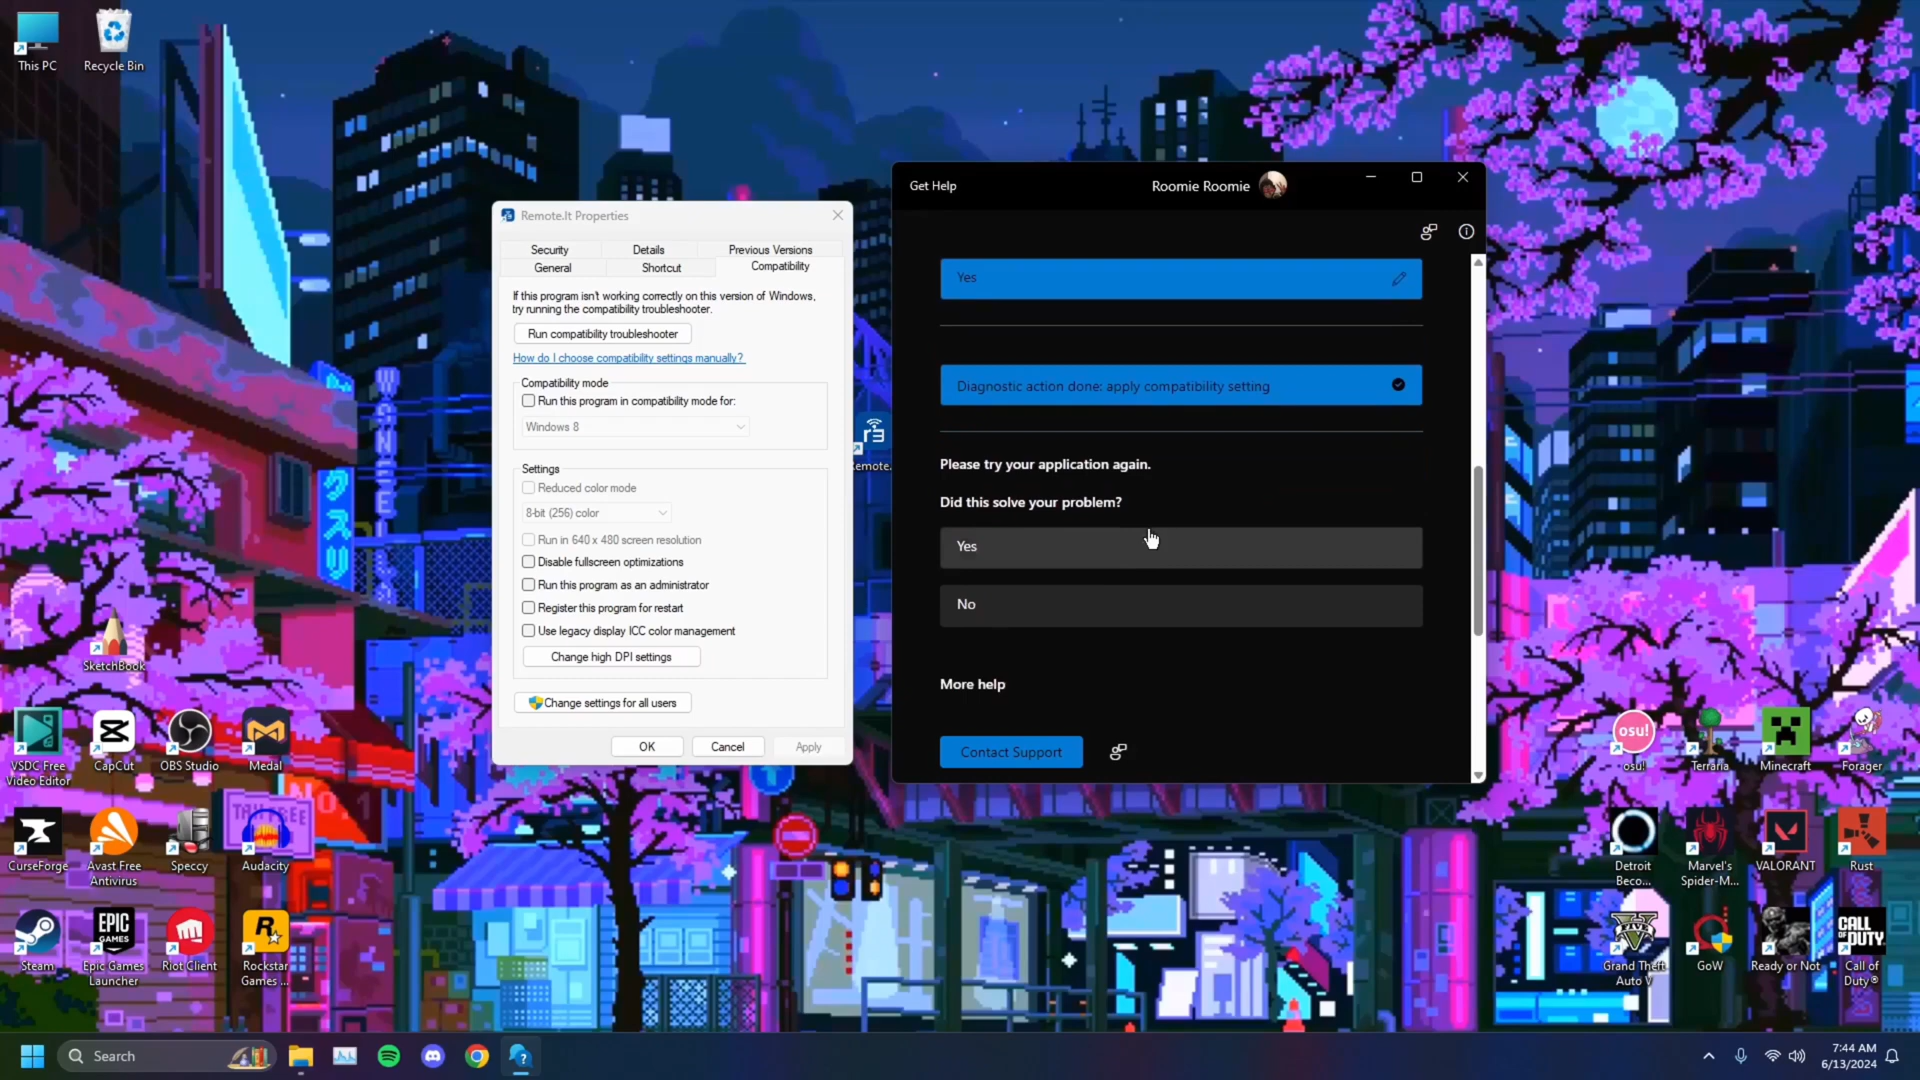 This PC
Recycle Bin
Remote.It Properties
Security
Details
Previous Versions
General
Shortcut
Compatibility
If this program isn't working correctly on this version of Windows,
try running the compatibility troubleshooter.
Run compatibility troubleshooter
How do I choose compatibility settings manually?
Compatibility mode
Run this program in compatibility mode for:
Windows 8
Settings
Reduced color mode
8-bit (256) color
Run in 640 x 480 screen resolution
Disable fullscreen optimizations
Run this program as an administrator
Register this program for restart
Use legacy display ICC color management
Change high DPI settings
Change settings for all users
OK
Cancel
Apply
Get Help
Roomie Roomie
Yes
Diagnostic action done: apply compatibility setting
Please try your application again.
Did this solve your problem?
Yes
No
More help
Contact Support
SketchBook
VSDC Free
Video Editor
CapCut
OBS Studio
Medal
CurseForge
Avast Free
Antivirus
Speccy
Audacity
EPIC
GAMES
Steam
Epic Games
Launcher
Riot Client
Rockstar
Games ...
クスリ
osu!
osu!
Terraria
Minecraft
Forager
Detroit
Beco...
Marvel's
Spider-M...
VALORANT
Rust
CALL
OF DUTY
Grand Theft
Auto V
GoW
Ready or Not
Call of
Duty®
Search
7:44 AM
6/13/2024